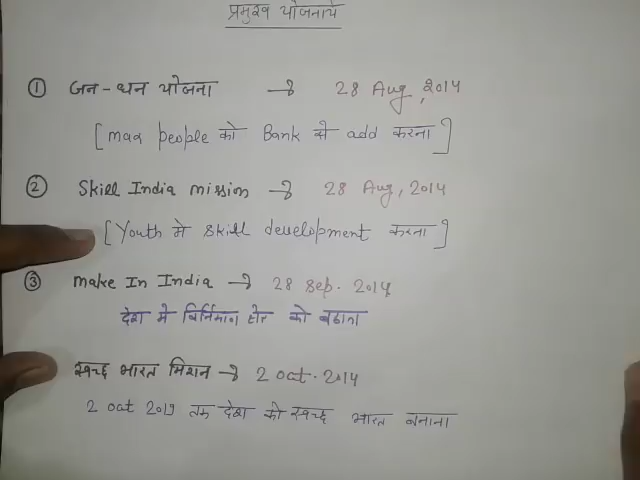 प्रमुख योजनाये
① जन-धन योजना → 28 Aug, 2014
[max people को Bank से add करना]
② Skill India mission → 28 Aug, 2014
[Youth मे skill development करना]
③ make In India → 28 Sep. 2014
देश मे विर्निमाण क्षेत्र को बढाना
स्वच्छ भारत मिशन → 2 oct. 2014
2 oct 2019 तक देश को स्वच्छ भारत बनाना